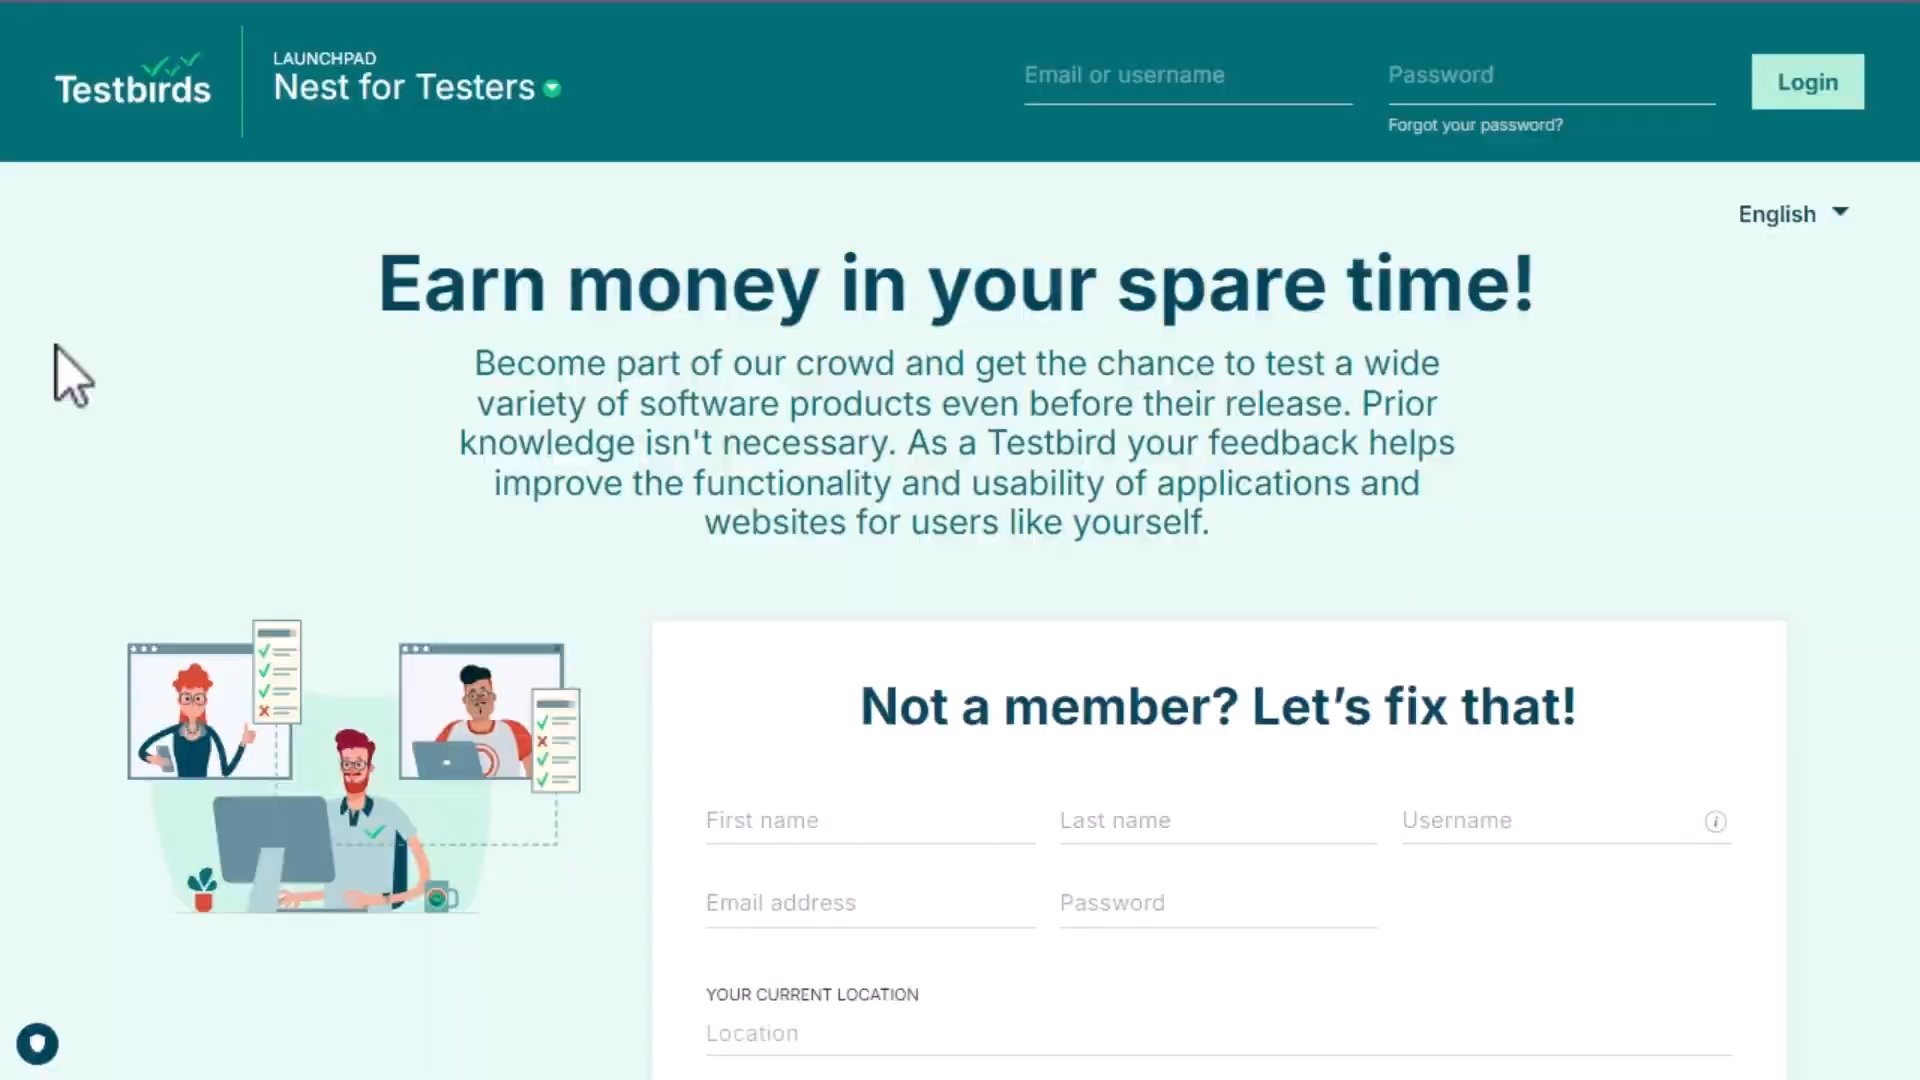 Testbirds
LAUNCHPAD
Nest for Testers
Email or username
Password
Login
Forgot your password?
English
Earn money in your spare time!
Become part of our crowd and get the chance to test a wide
variety of software products even before their release. Prior
knowledge isn't necessary. As a Testbird your feedback helps
improve the functionality and usability of applications and
websites for users like yourself.
Not a member? Let’s fix that!
First name
Last name
Username
Email address
Password
YOUR CURRENT LOCATION
Location